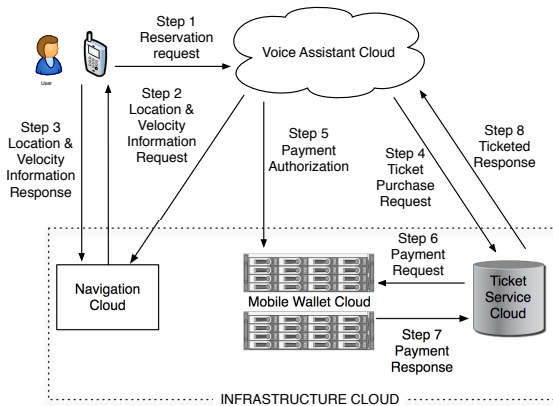 Step 1
Reservation
request
Voice Assistant Cloud
User
Step 2
Location &
Velocity
Information
Request
Step 3
Location &
Velocity
Information
Response
Step 5
Payment
Authorization
Step 4
Ticket
Purchase
Request
Step 8
Ticketed
Response
Step 6
Payment
Request
Navigation
Cloud
Mobile Wallet Cloud
Ticket
Service
Cloud
Step 7
Payment
Response
INFRASTRUCTURE CLOUD